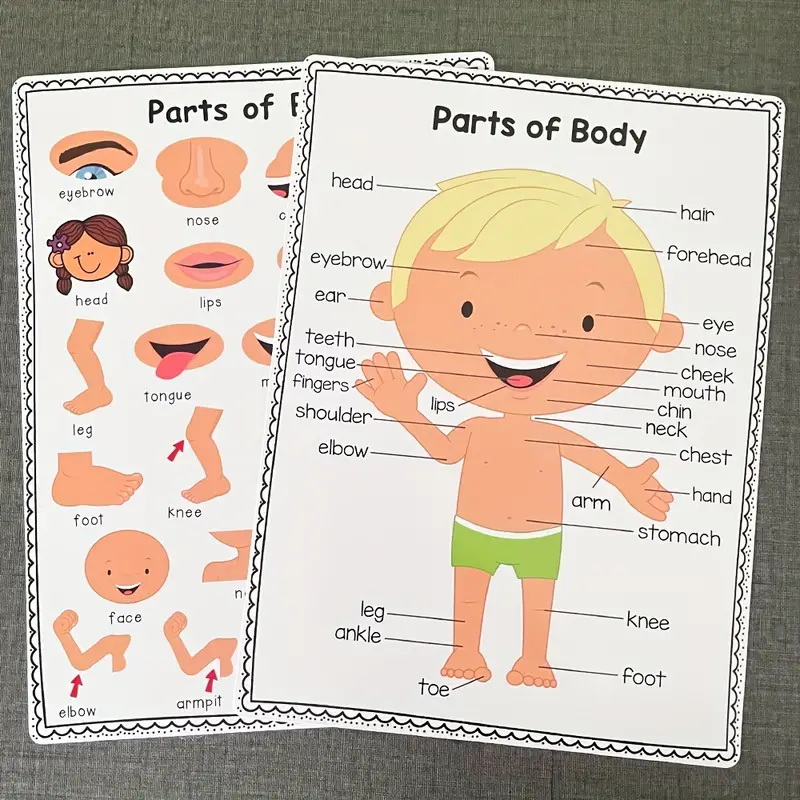 Parts of
eyebrow
nose
head
lips
tongue
leg
knee
foot
face
elbow
armpit
Parts of Body
head
hair
forehead
eyebrow
ear
eye
teeth
nose
tongue
cheek
fingers
mouth
lips
chin
shoulder
neck
elbow
chest
arm
hand
stomach
leg
knee
ankle
foot
toe